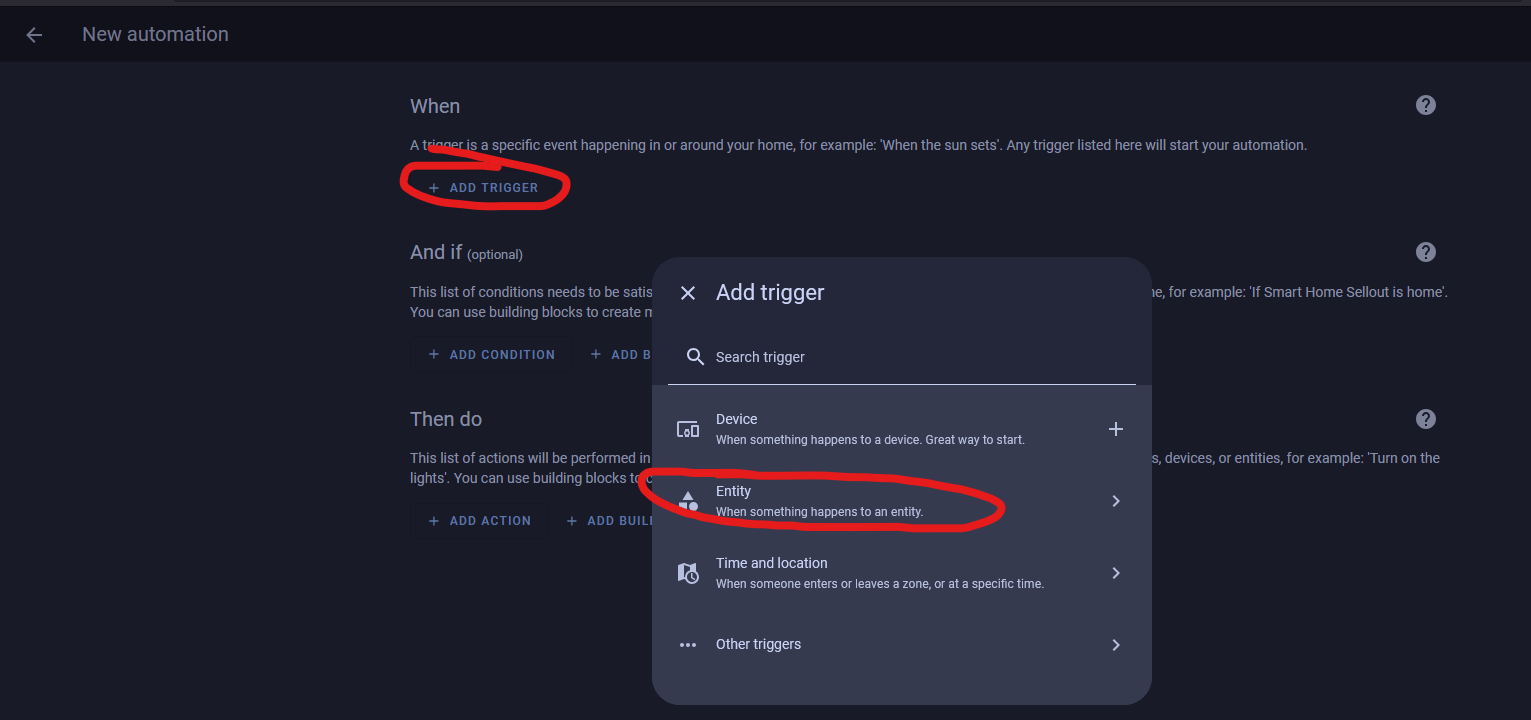 New automation
When
A trigger is a specific event happening in or around your home, for example: 'When the sun sets'. Any trigger listed here will start your automation.
+ ADD TRIGGER
And if (optional)
This list of conditions needs to be satis
ne, for example: 'If Smart Home Sellout is home'.
You can use building blocks to create m
+ ADD CONDITION
+ ADD B
Then do
This list of actions will be performed in
s, devices, or entities, for example: 'Turn on the
lights'. You can use building blocks to c
+ ADD ACTION
+ ADD BUIL
Add trigger
Search trigger
Device
When something happens to a device. Great way to start.
Entity
When something happens to an entity.
Time and location
When someone enters or leaves a zone, or at a specific time.
Other triggers